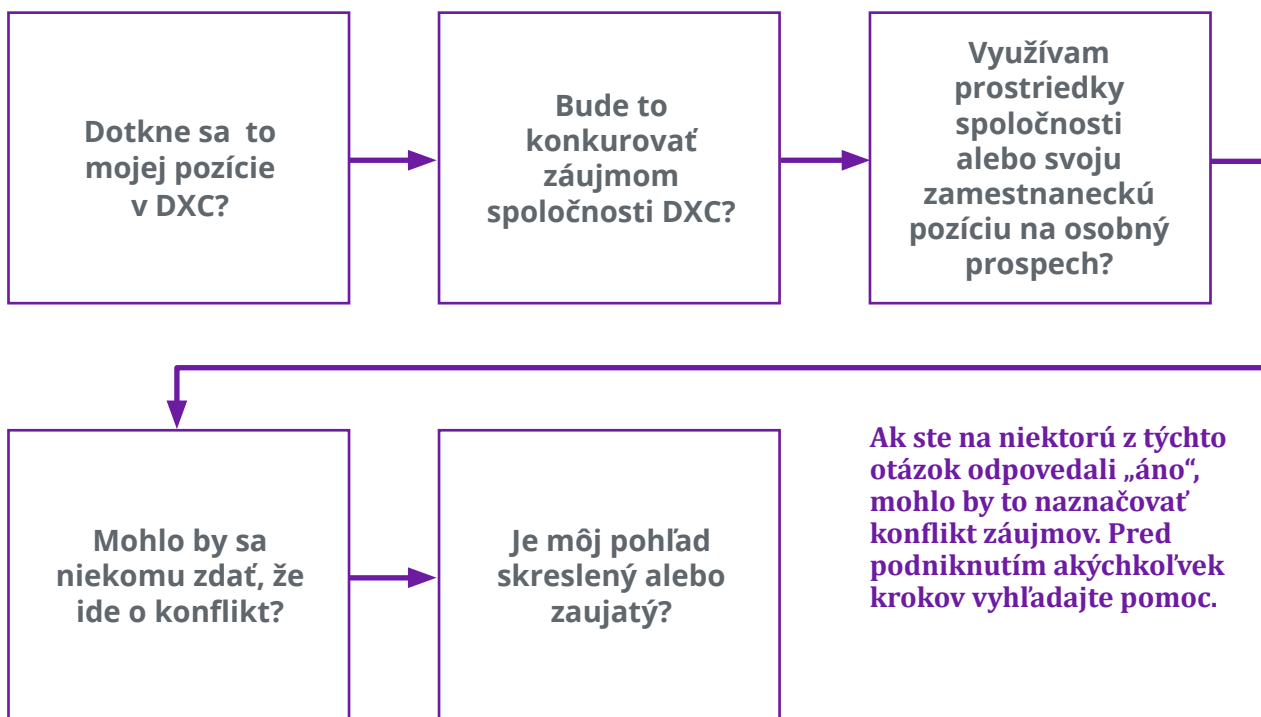 Dotkne sa to
mojej pozície
v DXC?
Bude to
konkurovať
záujmom
spoločnosti DXC?
Využívam
prostriedky
spoločnosti
alebo svoju
zamestnaneckú
pozíciu na osobný
prospech?
Mohlo by sa
niekomu zdať, že
ide o konflikt?
Je môj pohľad
skreslený alebo
zaujatý?
Ak ste na niektorú z týchto
otázok odpovedali „áno“,
mohlo by to naznačovať
konflikt záujmov. Pred
podniknutím akýchkoľvek
krokov vyhľadajte pomoc.